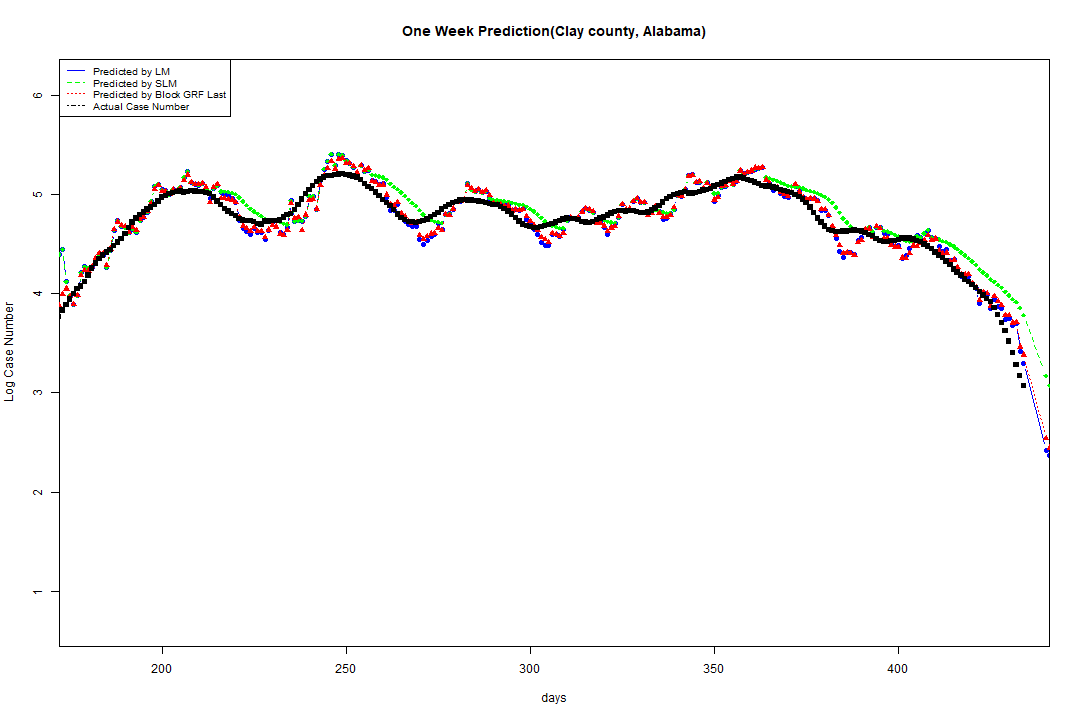 One Week Prediction(Clay county, Alabama)
Predicted by LM
Predicted by SLM
Predicted by Block GRF Last
Actual Case Number
6
5
4
3
2
1
Log Case Number
200
250
300
350
400
days